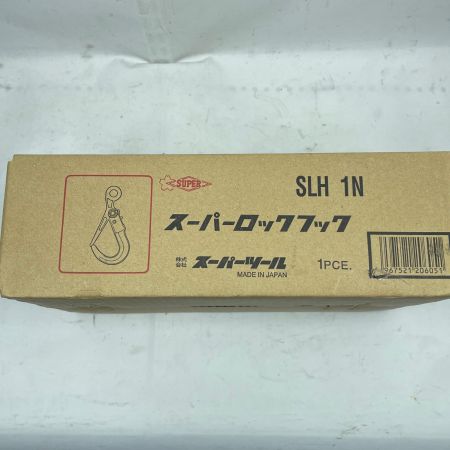 SUPER
SLH 1N
スーパーロックフック
株式会社 スーパーツール
MADE IN JAPAN
1PCE.
967521206051